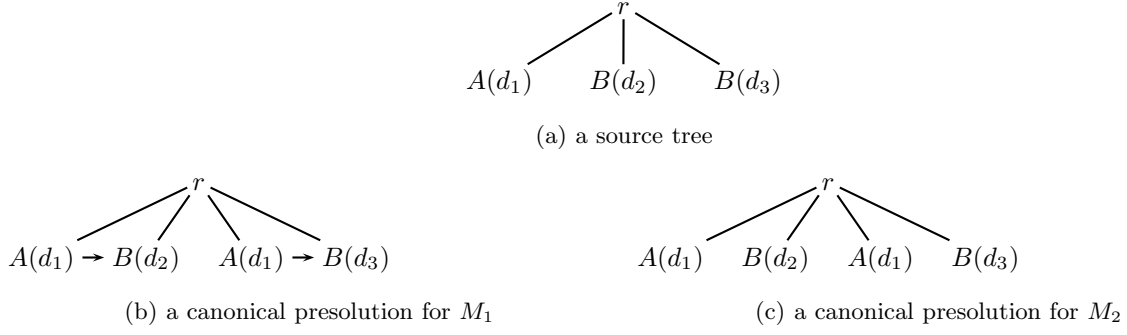 r
A(d₁) B(d₂) B(d₃)
(a) a source tree
r r
A(d₁) → B(d₂) A(d₁) → B(d₃) A(d₁) B(d₂) A(d₁) B(d₃)
(b) a canonical presolution for M₁ (c) a canonical presolution for M₂